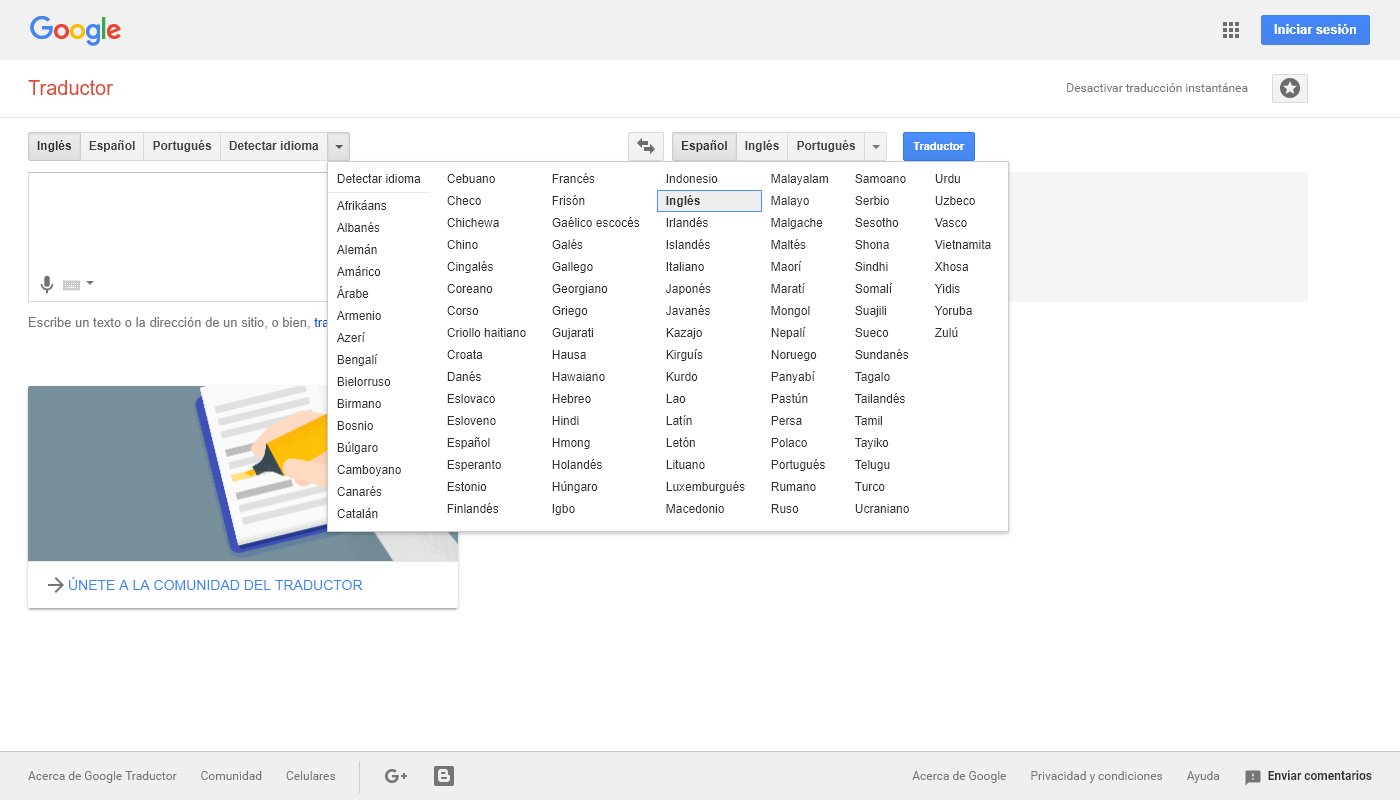 Google
Iniciar sesión
Traductor
Desactivar traducción instantánea
Inglés Español Portugués Detectar idioma
Español Inglés Portugués
Traductor
Detectar idioma
Afrikáans
Albanés
Alemán
Amárico
Árabe
Armenio
Azerí
Bengalí
Bielorruso
Birmano
Bosnio
Búlgaro
Camboyano
Canarés
Catalán
Cebuano
Checo
Chichewa
Chino
Cingalés
Coreano
Corso
Criollo haitiano
Croata
Danés
Eslovaco
Esloveno
Español
Esperanto
Estonio
Finlandés
Francés
Frisón
Gaélico escocés
Galés
Gallego
Georgiano
Griego
Gujarati
Hausa
Hawaiano
Hebreo
Hindi
Hmong
Holandés
Húngaro
Igbo
Indonesio
Inglés
Irlandés
Islandés
Italiano
Japonés
Javanés
Kazajo
Kirguís
Kurdo
Lao
Latín
Letón
Lituano
Luxemburgués
Macedonio
Malayalam
Malayo
Malgache
Maltés
Maorí
Maratí
Mongol
Nepalí
Noruego
Panyabí
Pastún
Persa
Polaco
Portugués
Rumano
Ruso
Samoano
Serbio
Sesotho
Shona
Sindhi
Somalí
Suajili
Sueco
Sundanés
Tagalo
Tailandés
Tamil
Tayiko
Telugu
Turco
Ucraniano
Urdu
Uzbeco
Vasco
Vietnamita
Xhosa
Yidis
Yoruba
Zulú
Escribe un texto o la dirección de un sitio, o bien, tra
ÚNETE A LA COMUNIDAD DEL TRADUCTOR
Acerca de Google Traductor Comunidad Celulares G+ Acerca de Google Privacidad y condiciones Ayuda Enviar comentarios